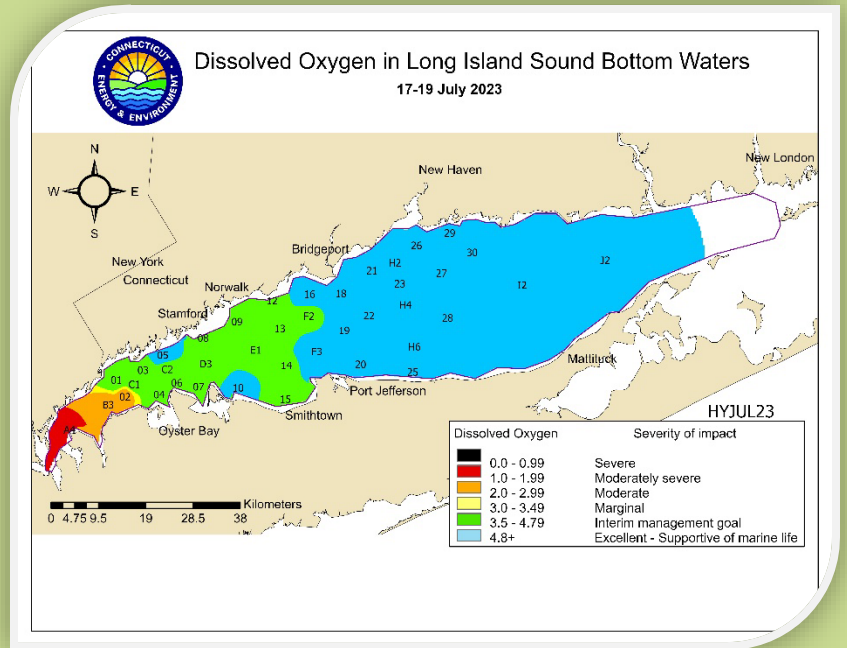 CONNECTICUT
ENERGY & ENVIRONMENT
Dissolved Oxygen in Long Island Sound Bottom Waters
17-19 July 2023
N
W
E
S
New London
New Haven
New York
Connecticut
Bridgeport
Norwalk
Stamford
29
26
30
H2
21
J2
27
23
I2
16
18
12
H4
F2
22
28
09
13
19
08
05
E1
F3
H6
03
C2
D3
14
20
25
01
C1
06
07
10
02
04
15
B3
A4
Mattituck
Port Jefferson
Smithtown
Oyster Bay
HYJUL23
Dissolved Oxygen
Severity of impact
0.0 - 0.99 Severe
1.0 - 1.99 Moderately severe
2.0 - 2.99 Moderate
3.0 - 3.49 Marginal
3.5 - 4.79 Interim management goal
4.8+ Excellent - Supportive of marine life
Kilometers
0 4.75 9.5 19 28.5 38